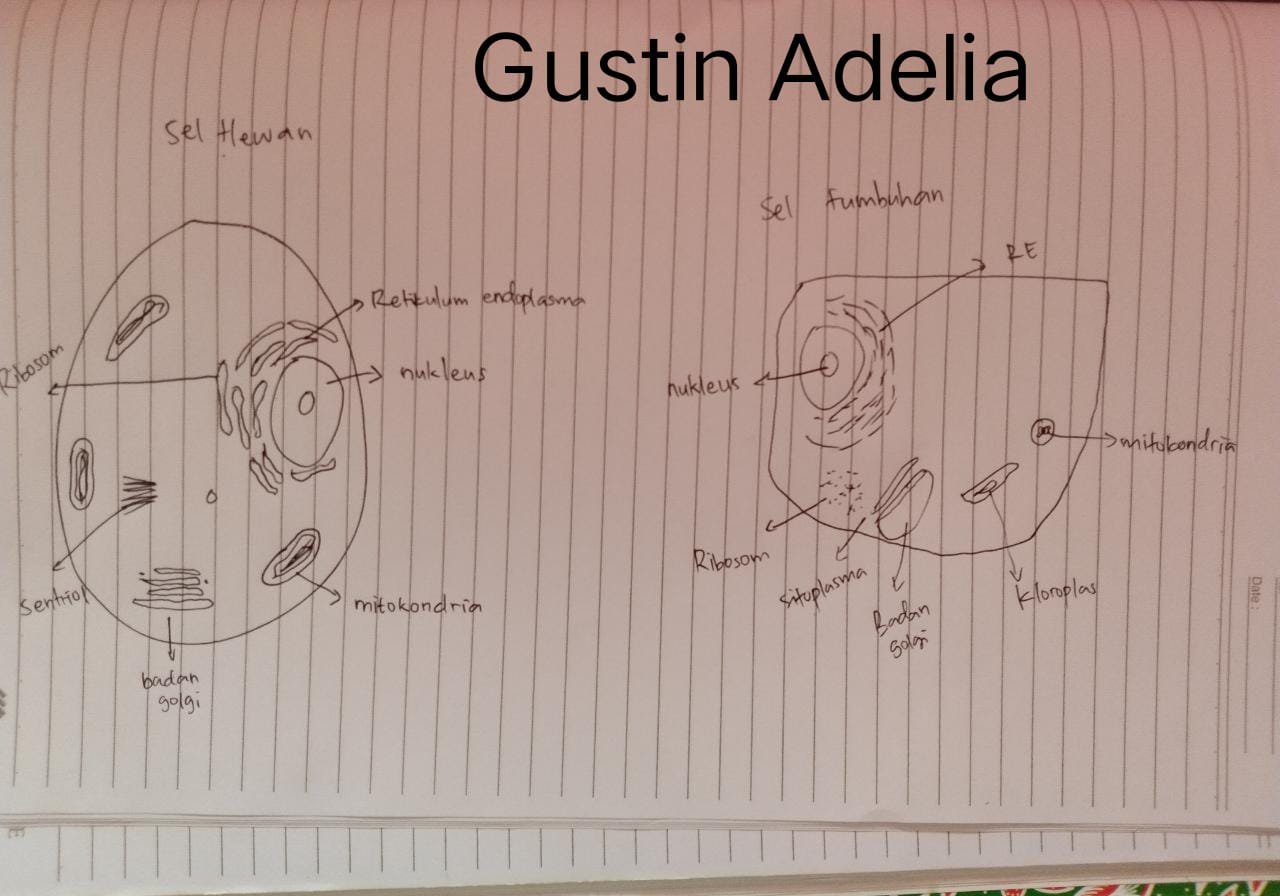 Gustin Adelia
Sel Hewan
Retikulum endoplasma
Ribosom
nukleus
Sentriol
mitokondria
badan
golgi
Sel tumbuhan
RE
nukleus
mitokondria
Ribosom
Sitoplasma
Badan
golgi
Kloroplas
Date :